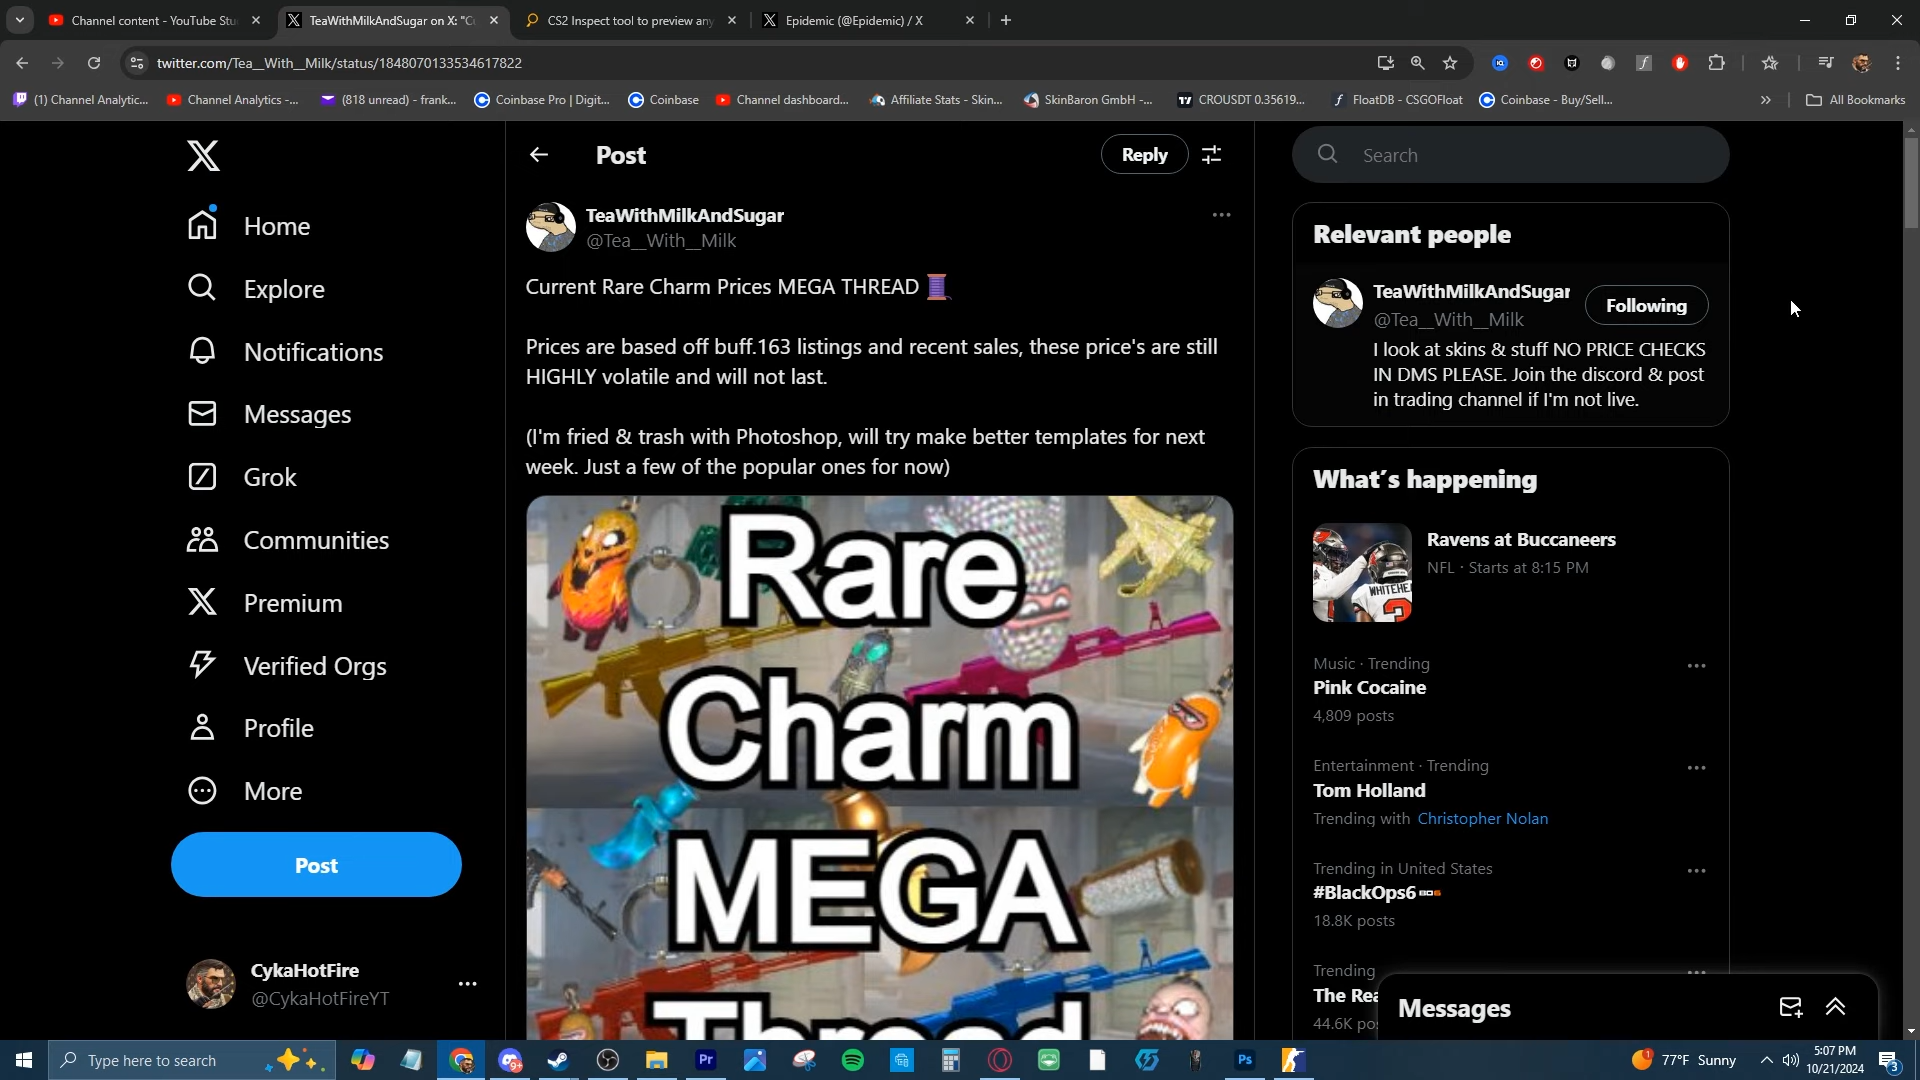 Channel content - YouTube Stu
TeaWithMilkAndSugar on X: "Cu
CS2 Inspect tool to preview any
Epidemic (@Epidemic) / X
twitter.com/Tea__With__Milk/status/1848070133534617822
(1) Channel Analytic...
Channel Analytics -...
(818 unread) - frank...
Coinbase Pro | Digit...
Coinbase
Channel dashboard...
Affiliate Stats - Skin...
SkinBaron GmbH -...
CROUSDT 0.35619...
FloatDB - CSGOFloat
Coinbase - Buy/Sell...
All Bookmarks
Home
Explore
Notifications
Messages
Grok
Communities
Premium
Verified Orgs
Profile
More
Post
CykaHotFire
@CykaHotFireYT
Post
Reply
TeaWithMilkAndSugar
@Tea__With__Milk
Current Rare Charm Prices MEGA THREAD
Prices are based off buff.163 listings and recent sales, these price's are still
HIGHLY volatile and will not last.
(I'm fried & trash with Photoshop, will try make better templates for next
week. Just a few of the popular ones for now)
Rare
Charm
MEGA
Thread
Search
Relevant people
TeaWithMilkAndSugar
@Tea__With__Milk
Following
I look at skins & stuff NO PRICE CHECKS
IN DMS PLEASE. Join the discord & post
in trading channel if I'm not live.
What's happening
Ravens at Buccaneers
NFL · Starts at 8:15 PM
Music · Trending
Pink Cocaine
4,809 posts
Entertainment · Trending
Tom Holland
Trending with Christopher Nolan
Trending in United States
#BlackOps6
18.8K posts
Trending
The Rea
44.6K po
Messages
Type here to search
77°F Sunny
5:07 PM
10/21/2024
3